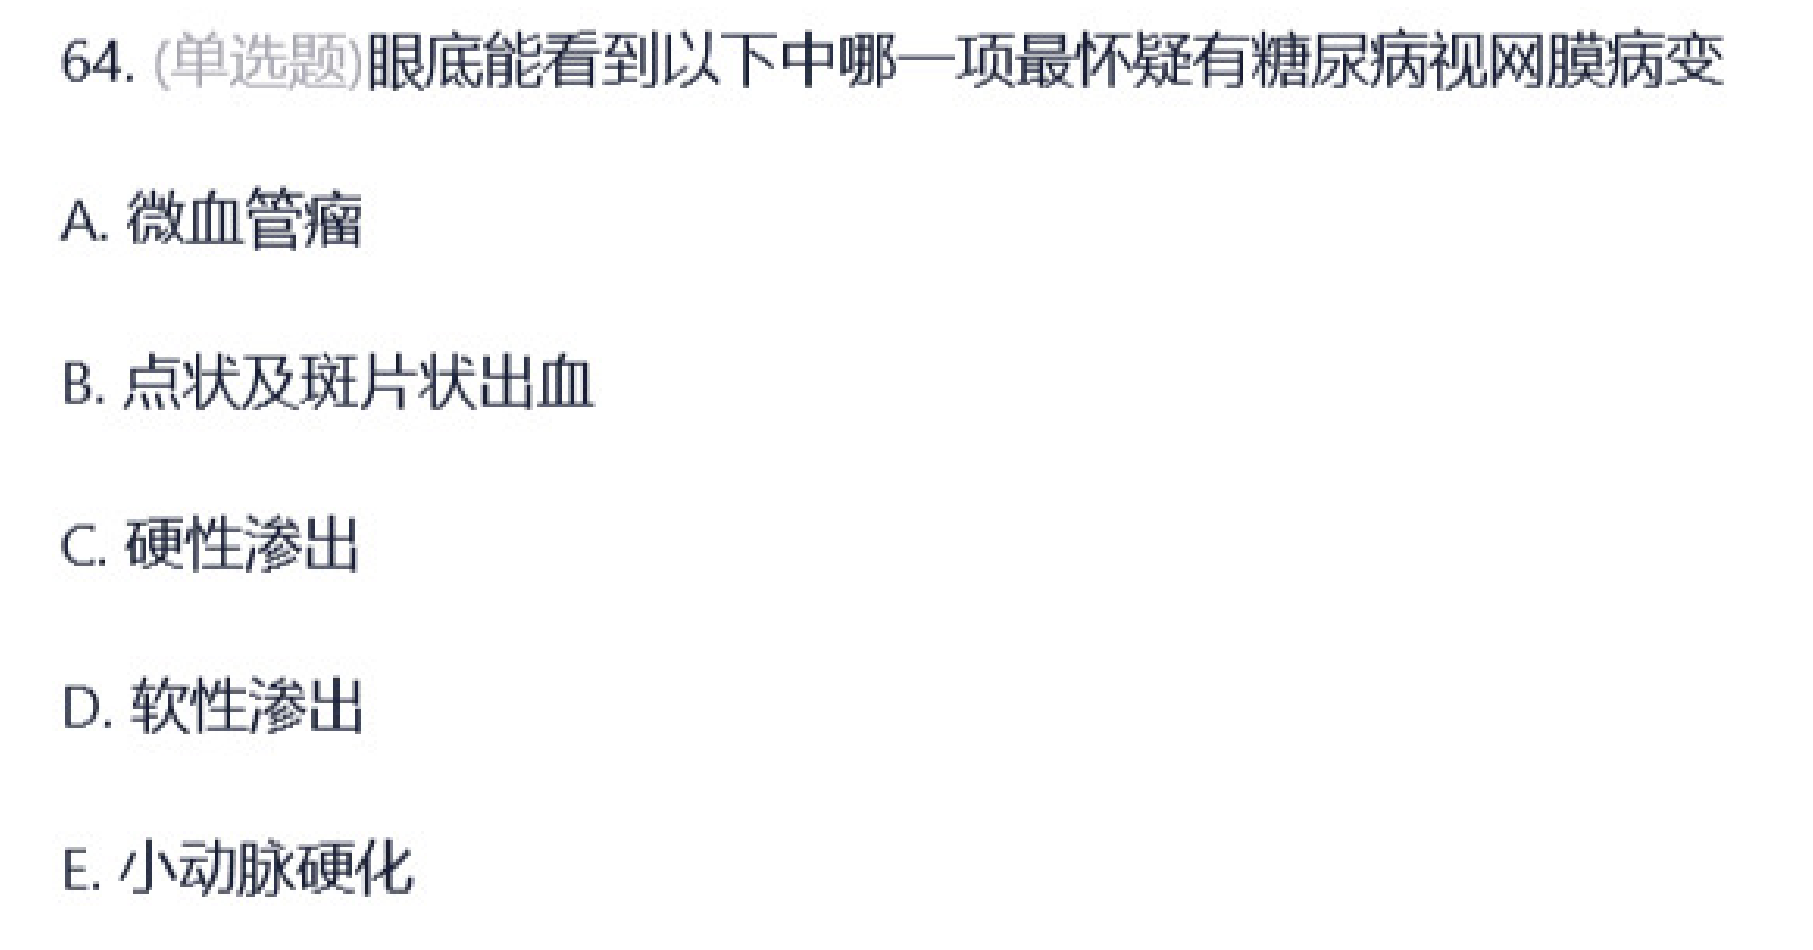 64. (单选题)眼底能看到以下中哪一项最怀疑有糖尿病视网膜病变
A. 微血管瘤
B. 点状及斑片状出血
C. 硬性渗出
D. 软性渗出
E. 小动脉硬化